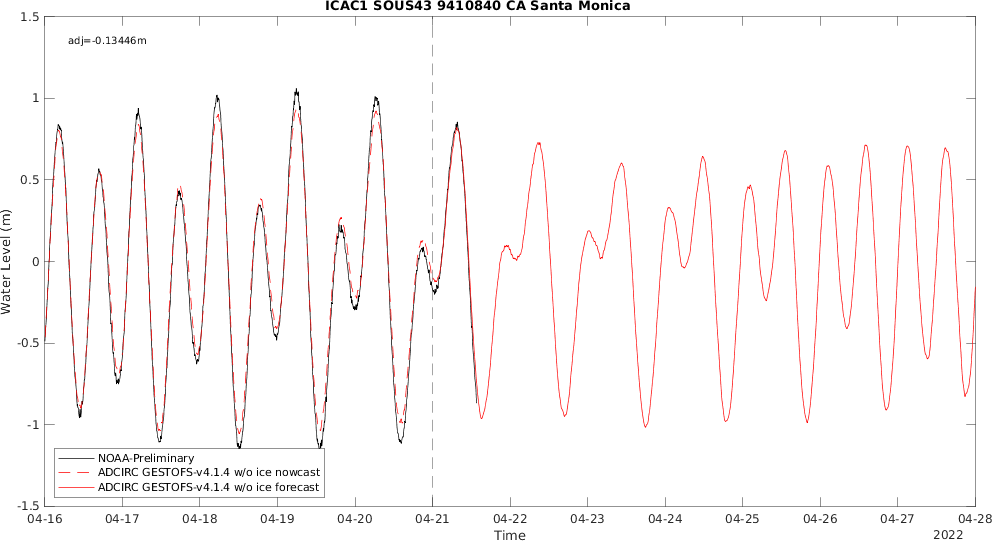 ICAC1 SOUS43 9410840 CA Santa Monica
adj=-0.13446m
1.5
1
0.5
0
-0.5
-1
-1.5
Water Level (m)
NOAA-Preliminary
ADCIRC GESTOFS-v4.1.4 w/o ice nowcast
ADCIRC GESTOFS-v4.1.4 w/o ice forecast
04-16 04-17 04-18 04-19 04-20 04-21 04-22 04-23 04-24 04-25 04-26 04-27 04-28
Time
2022